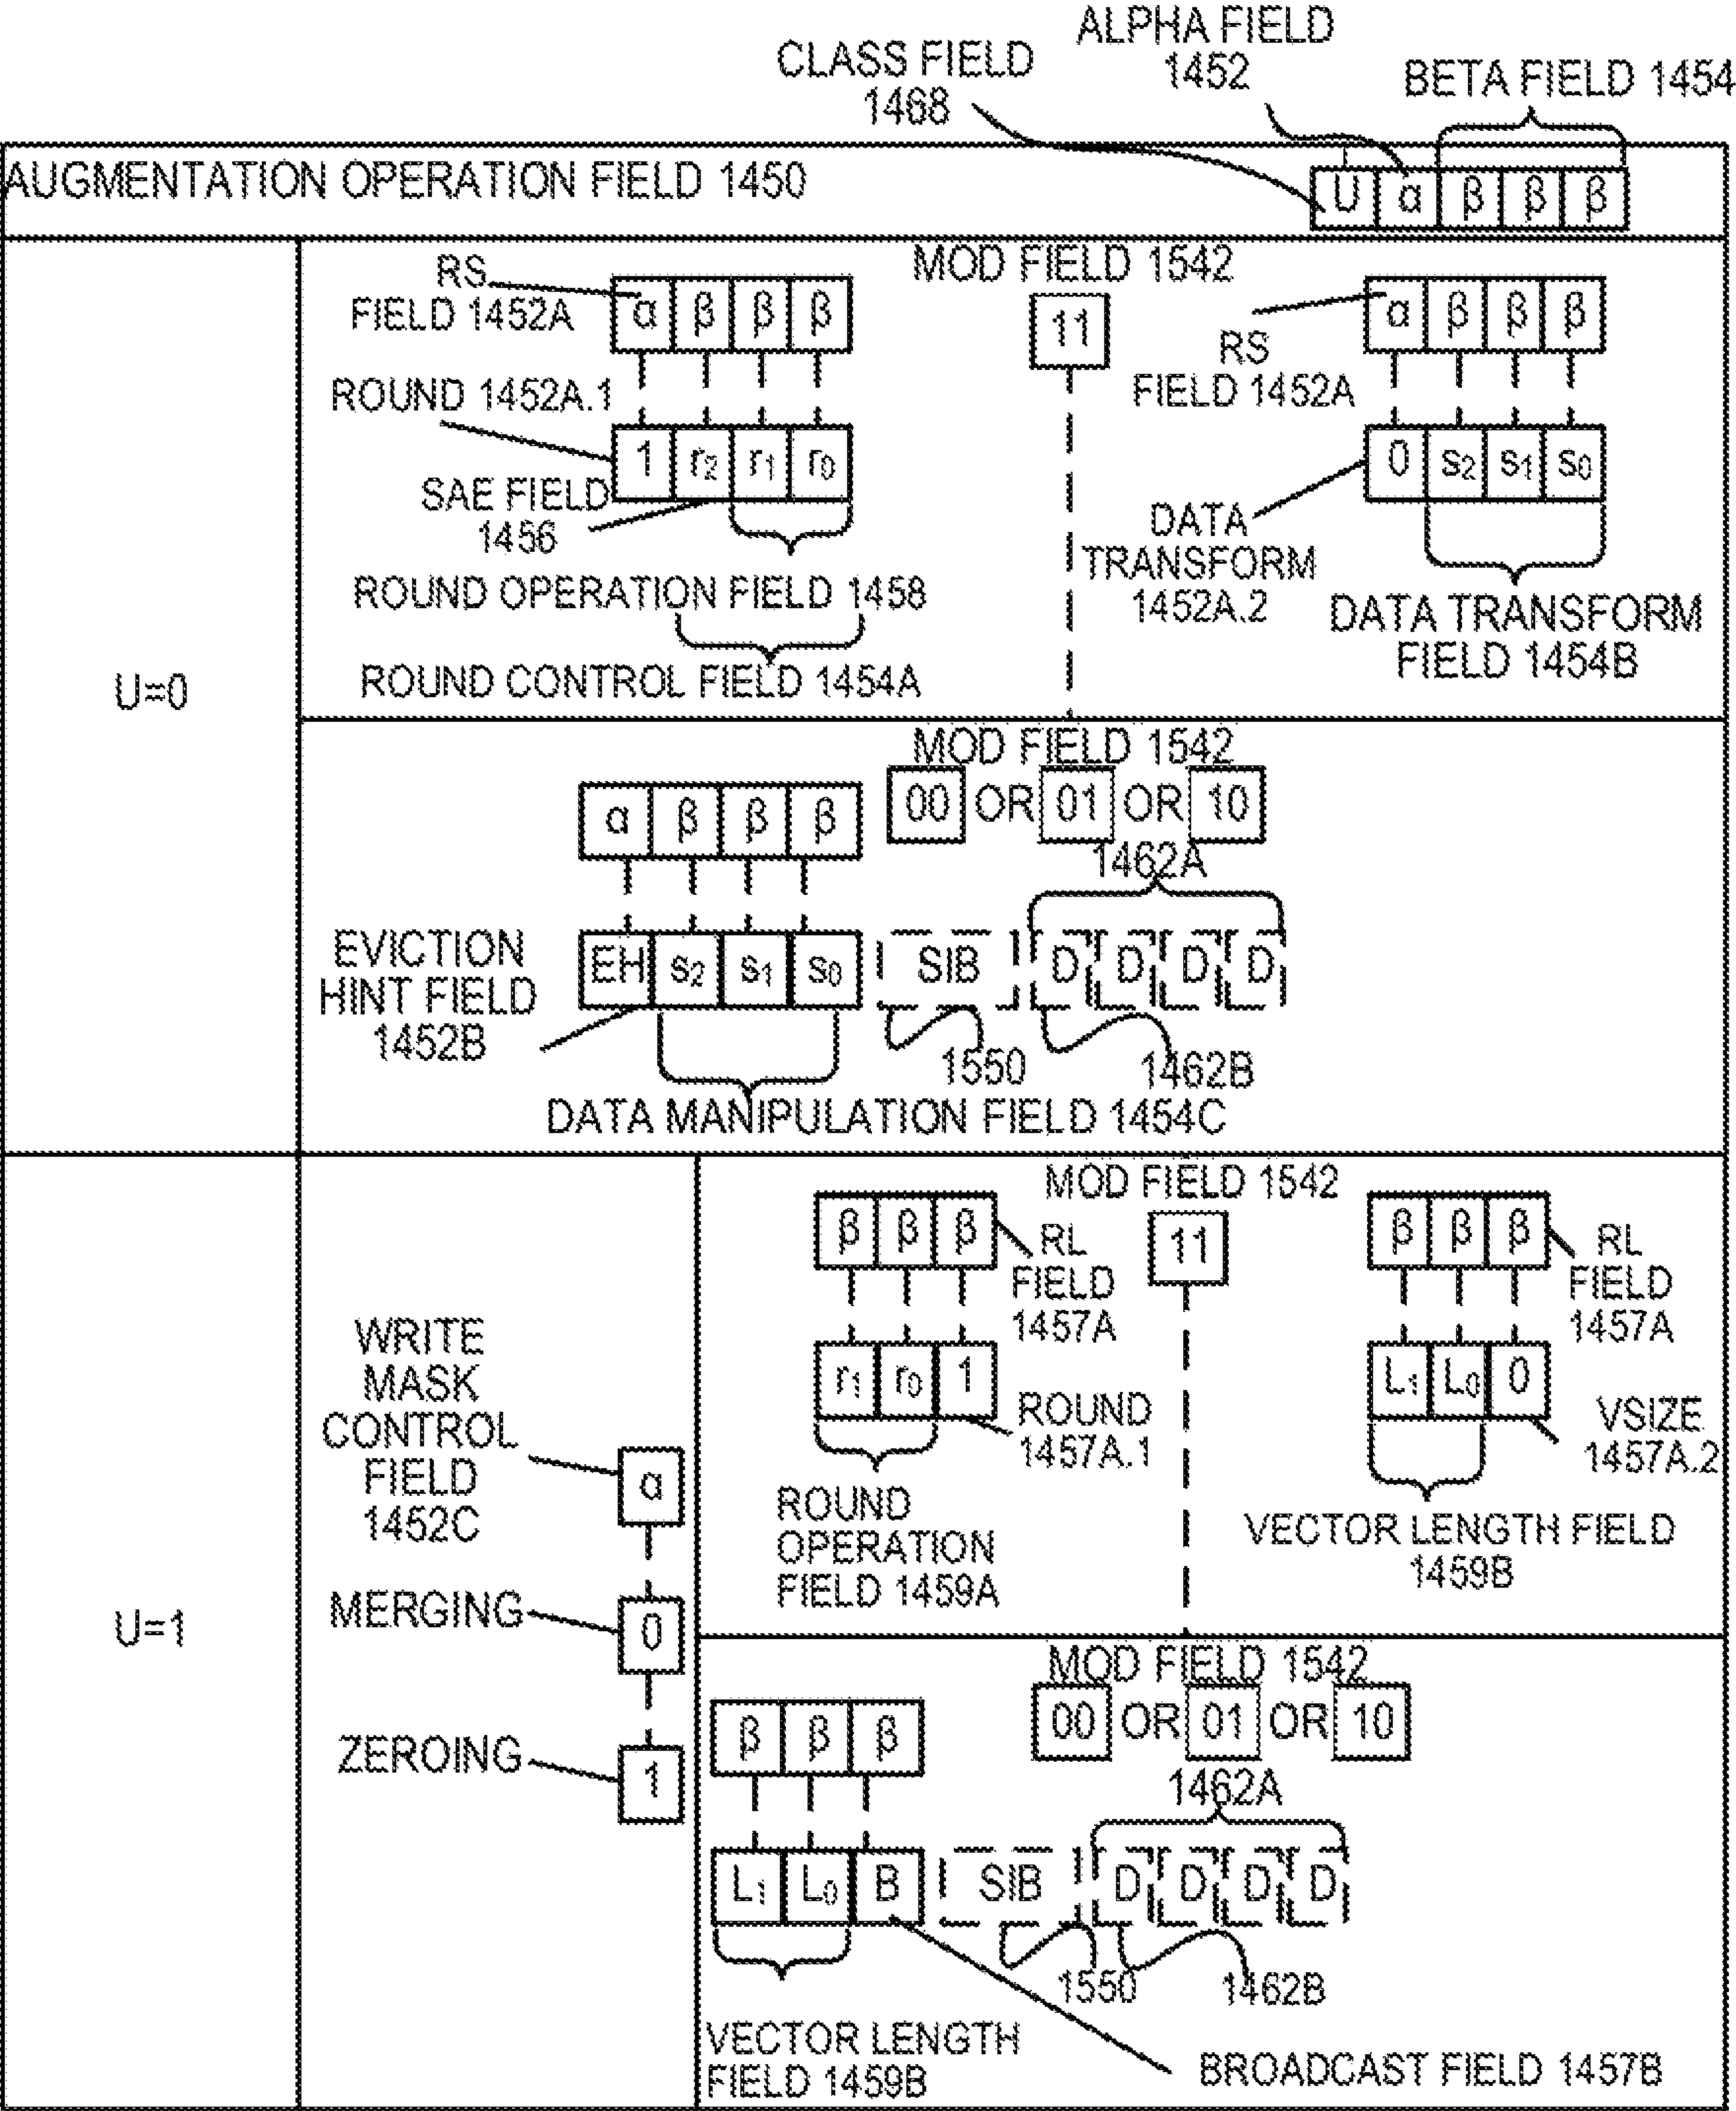 CLASS FIELD
1468
ALPHA FIELD
1452
BETA FIELD 1454
AUGMENTATION OPERATION FIELD 1450
U α β β β
U=0
MOD FIELD 1542
11
RS
FIELD 1452A
α β β β
ROUND 1452A.1
1 r2 r1 r0
SAE FIELD
1456
ROUND OPERATION FIELD 1458
ROUND CONTROL FIELD 1454A
α β β β
RS
FIELD 1452A
0 s2 s1 s0
DATA
TRANSFORM
1452A.2
DATA TRANSFORM
FIELD 1454B
MOD FIELD 1542
00 OR 01 OR 10
α β β β
1462A
EVICTION
HINT FIELD
1452B
EH s2 s1 s0 SIB D D D D
1550
1462B
DATA MANIPULATION FIELD 1454C
U=1
WRITE
MASK
CONTROL
FIELD
1452C
α
MERGING
0
ZEROING
1
MOD FIELD 1542
11
β β β
RL
FIELD
1457A
r1 r0 1
ROUND
1457A.1
ROUND
OPERATION
FIELD 1459A
β β β
RL
FIELD
1457A
L1 L0 0
VSIZE
1457A.2
VECTOR LENGTH FIELD
1459B
MOD FIELD 1542
00 OR 01 OR 10
β β β
1462A
L1 L0 B SIB D D D D
1550
1462B
VECTOR LENGTH
FIELD 1459B
BROADCAST FIELD 1457B